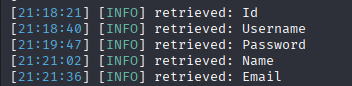 [21:18:21] [INFO] retrieved: Id
[21:18:40] [INFO] retrieved: Username
[21:19:47] [INFO] retrieved: Password
[21:21:02] [INFO] retrieved: Name
[21:21:36] [INFO] retrieved: Email